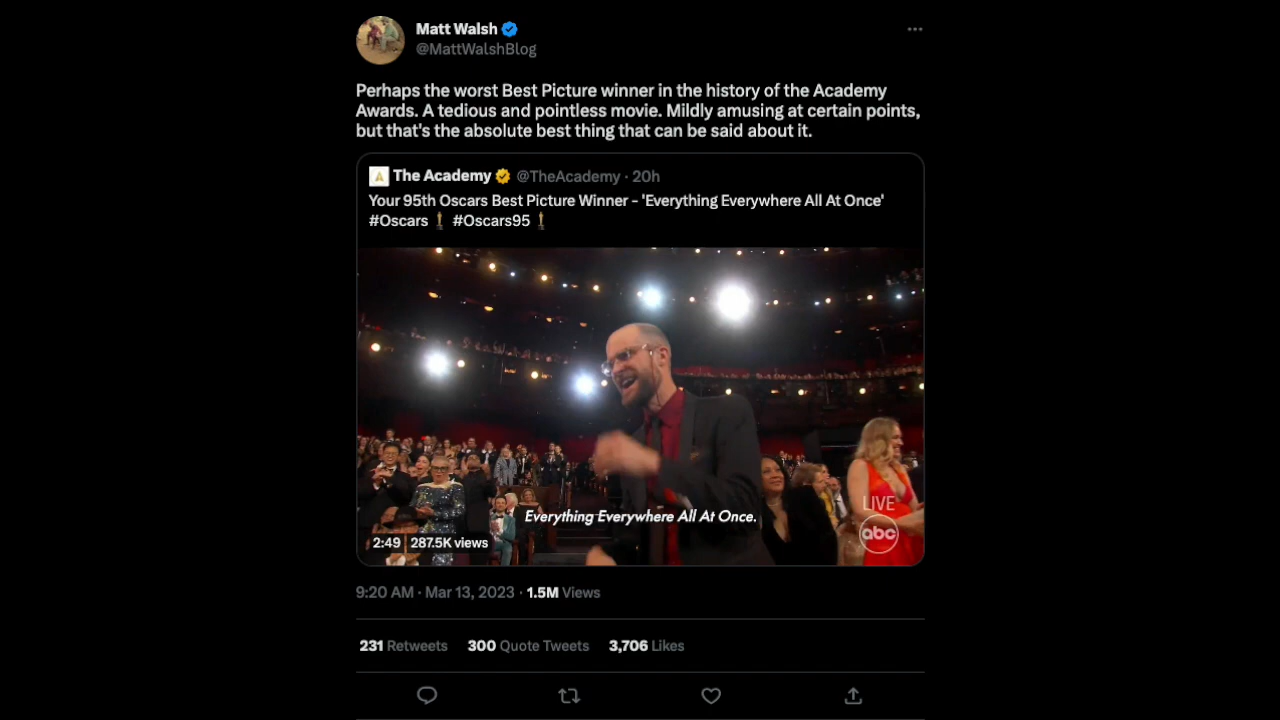 Matt Walsh
@MattWalshBlog
Perhaps the worst Best Picture winner in the history of the Academy
Awards. A tedious and pointless movie. Mildly amusing at certain points,
but that's the absolute best thing that can be said about it.
A The Academy @TheAcademy · 20h
Your 95th Oscars Best Picture Winner - 'Everything Everywhere All At Once'
#Oscars #Oscars95
LIVE
abc
Everything Everywhere All At Once.
2:49 287.5K views
9:20 AM · Mar 13, 2023 · 1.5M Views
231 Retweets 300 Quote Tweets 3,706 Likes